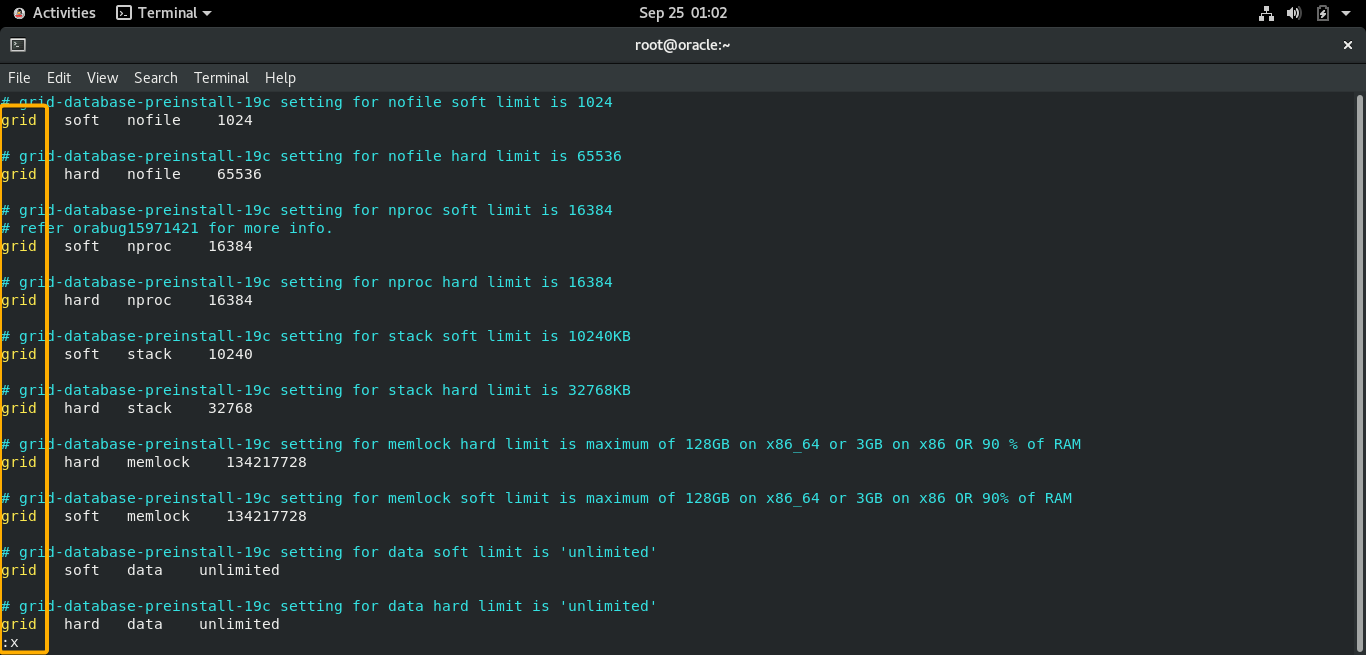 Activities Terminal Sep 25 01:02
root@oracle:~
File Edit View Search Terminal Help
# grid-database-preinstall-19c setting for nofile soft limit is 1024
grid   soft   nofile    1024
# grid-database-preinstall-19c setting for nofile hard limit is 65536
grid   hard   nofile    65536
# grid-database-preinstall-19c setting for nproc soft limit is 16384
# refer orabug15971421 for more info.
grid   soft   nproc    16384
# grid-database-preinstall-19c setting for nproc hard limit is 16384
grid   hard   nproc    16384
# grid-database-preinstall-19c setting for stack soft limit is 10240KB
grid   soft   stack    10240
# grid-database-preinstall-19c setting for stack hard limit is 32768KB
grid   hard   stack    32768
# grid-database-preinstall-19c setting for memlock hard limit is maximum of 128GB on x86_64 or 3GB on x86 OR 90 % of RAM
grid   hard   memlock    134217728
# grid-database-preinstall-19c setting for memlock soft limit is maximum of 128GB on x86_64 or 3GB on x86 OR 90% of RAM
grid   soft   memlock    134217728
# grid-database-preinstall-19c setting for data soft limit is 'unlimited'
grid   soft   data    unlimited
# grid-database-preinstall-19c setting for data hard limit is 'unlimited'
grid   hard   data    unlimited
:x